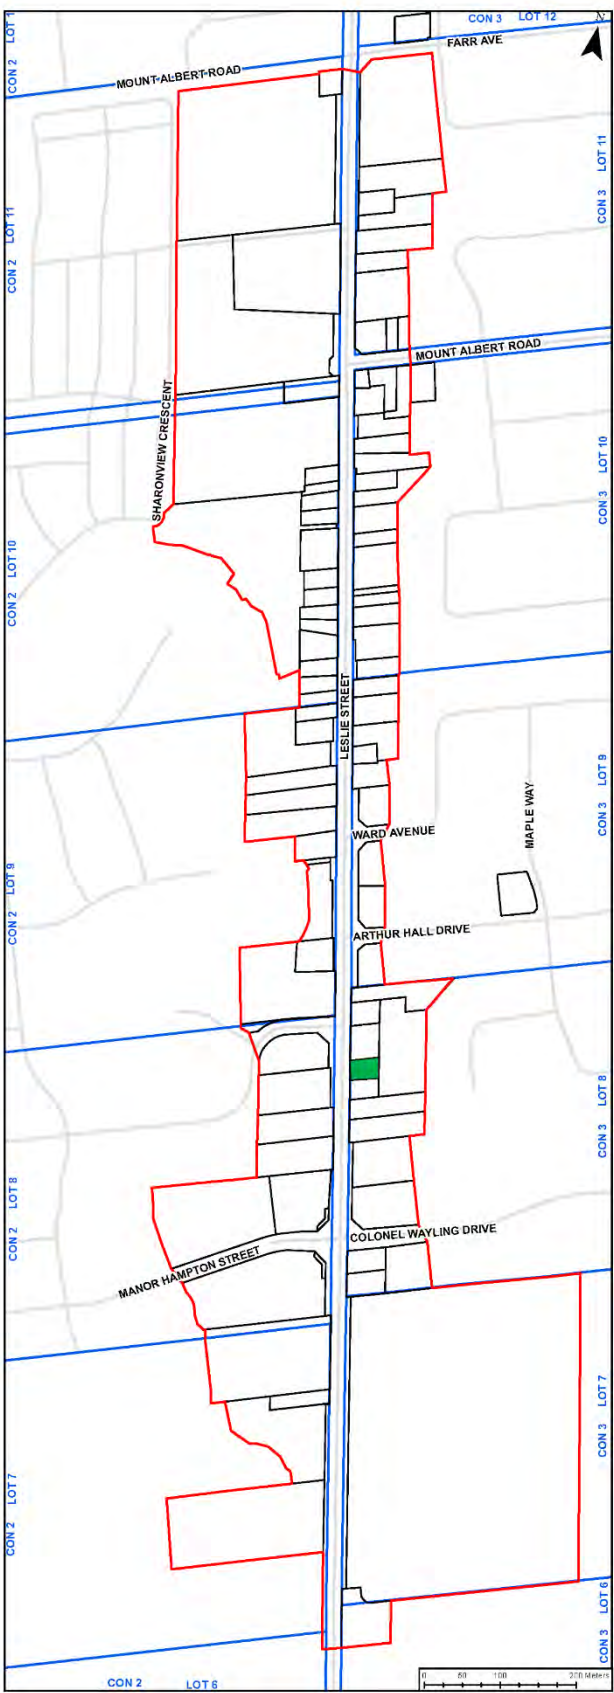 CON 3 LOT 12
N
CON 2 LOT 1
FARR AVE
MOUNT ALBERT ROAD
CON 3 LOT 11
CON 2 LOT 11
MOUNT ALBERT ROAD
SHARONVIEW CRESCENT
CON 3 LOT 10
CON 2 LOT 10
LESLIE STREET
CON 3 LOT 9
MAPLE WAY
WARD AVENUE
CON 2 LOT 9
ARTHUR HALL DRIVE
CON 3 LOT 8
CON 2 LOT 8
COLONEL WAYLING DRIVE
MANOR HAMPTON STREET
CON 3 LOT 7
CON 2 LOT 7
CON 3 LOT 6
0 50 100 200 Meters
CON 2 LOT 6